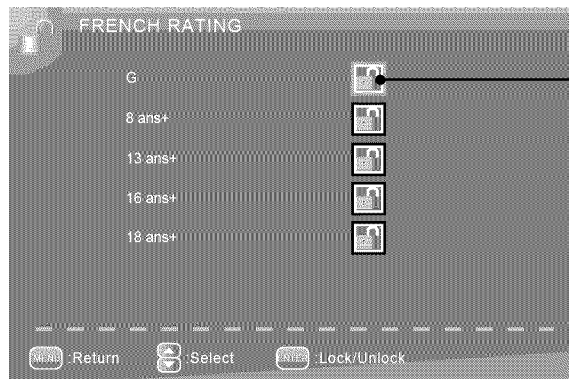 FRENCH RATING
G
8 ans+
13 ans+
16 ans+
18 ans+
MENU :Return :Select ENTER :Lock/Unlock